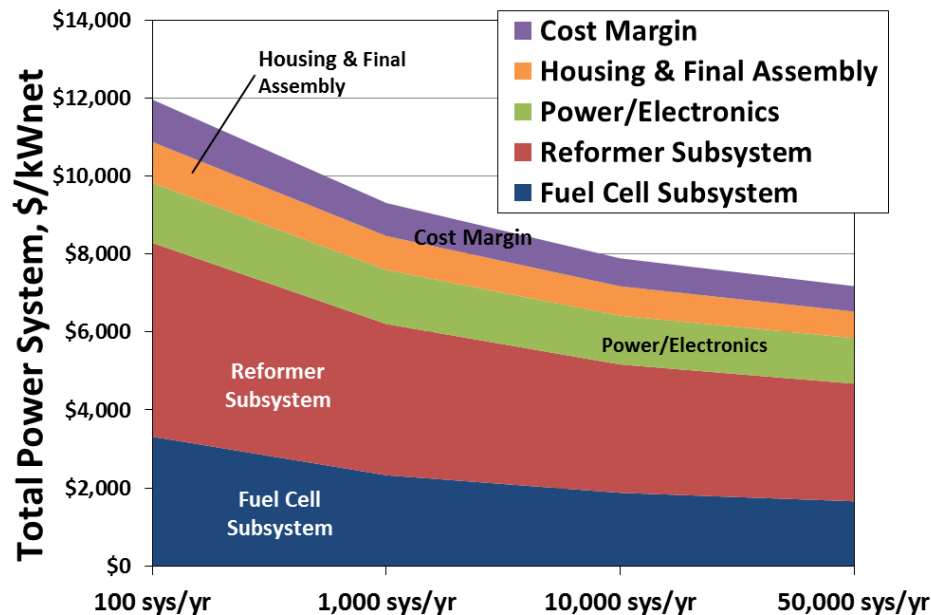 Total Power System, $/kWnet
$14,000
$12,000
$10,000
$8,000
$6,000
$4,000
$2,000
$0
100 sys/yr
1,000 sys/yr
10,000 sys/yr
50,000 sys/yr
Housing & Final
Assembly
Cost Margin
Power/Electronics
Reformer
Subsystem
Fuel Cell
Subsystem
Cost Margin
Housing & Final Assembly
Power/Electronics
Reformer Subsystem
Fuel Cell Subsystem